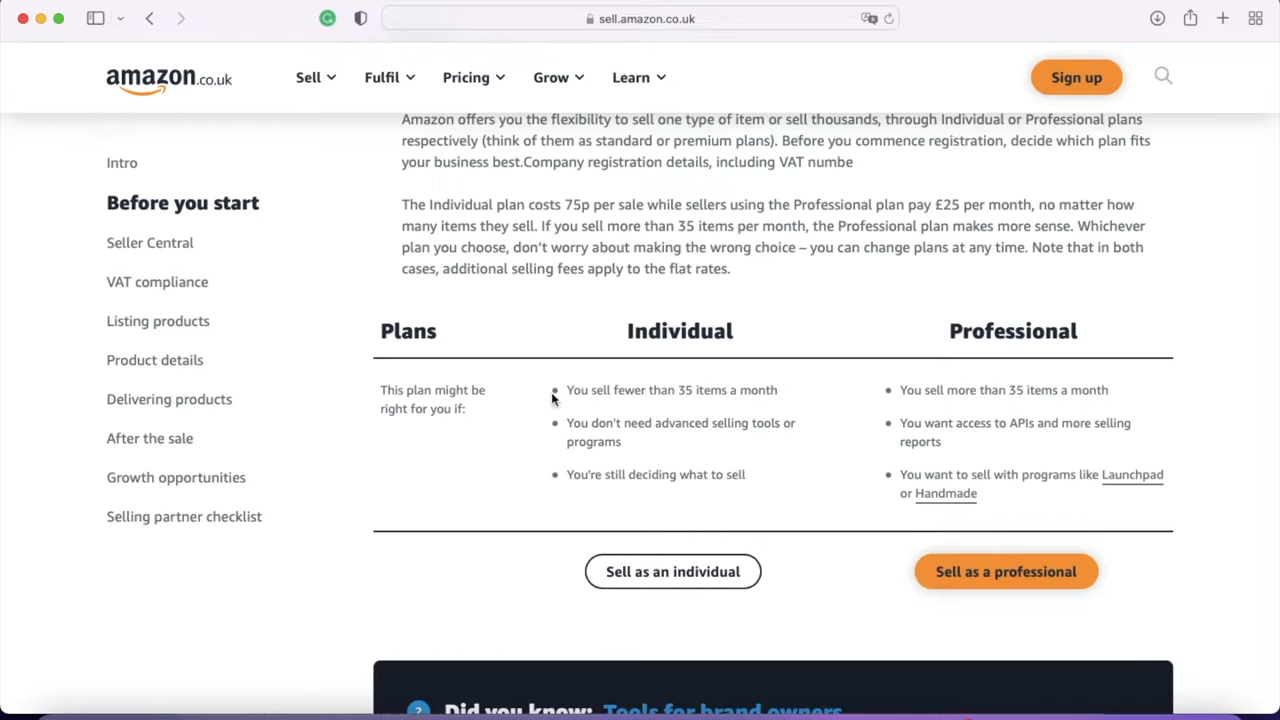 sell.amazon.co.uk
amazon.co.uk
Sell
Fulfil
Pricing
Grow
Learn
Sign up
Intro
Before you start
Seller Central
VAT compliance
Listing products
Product details
Delivering products
After the sale
Growth opportunities
Selling partner checklist
Amazon offers you the flexibility to sell one type of item or sell thousands, through Individual or Professional plans
respectively (think of them as standard or premium plans). Before you commence registration, decide which plan fits
your business best.Company registration details, including VAT numbe
The Individual plan costs 75p per sale while sellers using the Professional plan pay £25 per month, no matter how
many items they sell. If you sell more than 35 items per month, the Professional plan makes more sense. Whichever
plan you choose, don’t worry about making the wrong choice – you can change plans at any time. Note that in both
cases, additional selling fees apply to the flat rates.
Plans
Individual
Professional
This plan might be
right for you if:
• You sell fewer than 35 items a month
• You don't need advanced selling tools or
programs
• You're still deciding what to sell
• You sell more than 35 items a month
• You want access to APIs and more selling
reports
• You want to sell with programs like Launchpad
or Handmade
Sell as an individual
Sell as a professional
Did you know: Tools for brand owners